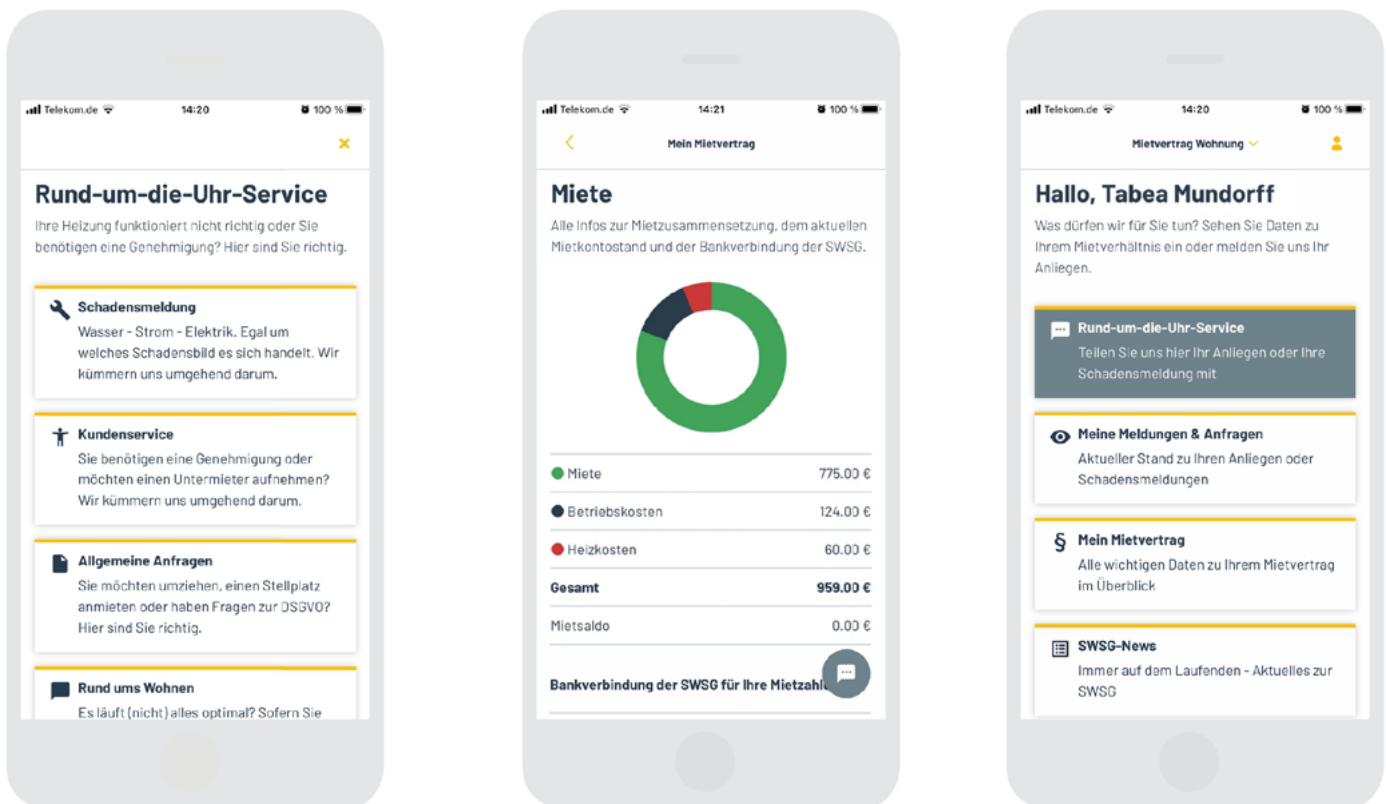 Telekom.de 14:20 100 %
Rund-um-die-Uhr-Service
Ihre Heizung funktioniert nicht richtig oder Sie
benötigen eine Genehmigung? Hier sind Sie richtig.
Schadensmeldung
Wasser - Strom - Elektrik. Egal um
welches Schadensbild es sich handelt. Wir
kümmern uns umgehend darum.
Kundenservice
Sie benötigen eine Genehmigung oder
möchten einen Untermieter aufnehmen?
Wir kümmern uns umgehend darum.
Allgemeine Anfragen
Sie möchten umziehen, einen Stellplatz
anmieten oder haben Fragen zur DSGVO?
Hier sind Sie richtig.
Rund ums Wohnen
Es läuft (nicht) alles optimal? Sofern Sie
Telekom.de 14:21 100 %
Mein Mietvertrag
Miete
Alle Infos zur Mietzusammensetzung, dem aktuellen
Mietkontostand und der Bankverbindung der SWSG.
Miete 775.00 €
Betriebskosten 124.00 €
Heizkosten 60.00 €
Gesamt 959.00 €
Mietsaldo 0.00 €
Bankverbindung der SWSG für Ihre Mietzahl
Telekom.de 14:20 100 %
Mietvertrag Wohnung
Hallo, Tabea Mundorff
Was dürfen wir für Sie tun? Sehen Sie Daten zu
Ihrem Mietverhältnis ein oder melden Sie uns Ihr
Anliegen.
Rund-um-die-Uhr-Service
Teilen Sie uns hier Ihr Anliegen oder Ihre
Schadensmeldung mit
Meine Meldungen & Anfragen
Aktueller Stand zu Ihren Anliegen oder
Schadensmeldungen
§ Mein Mietvertrag
Alle wichtigen Daten zu Ihrem Mietvertrag
im Überblick
SWSG-News
Immer auf dem Laufenden - Aktuelles zur
SWSG